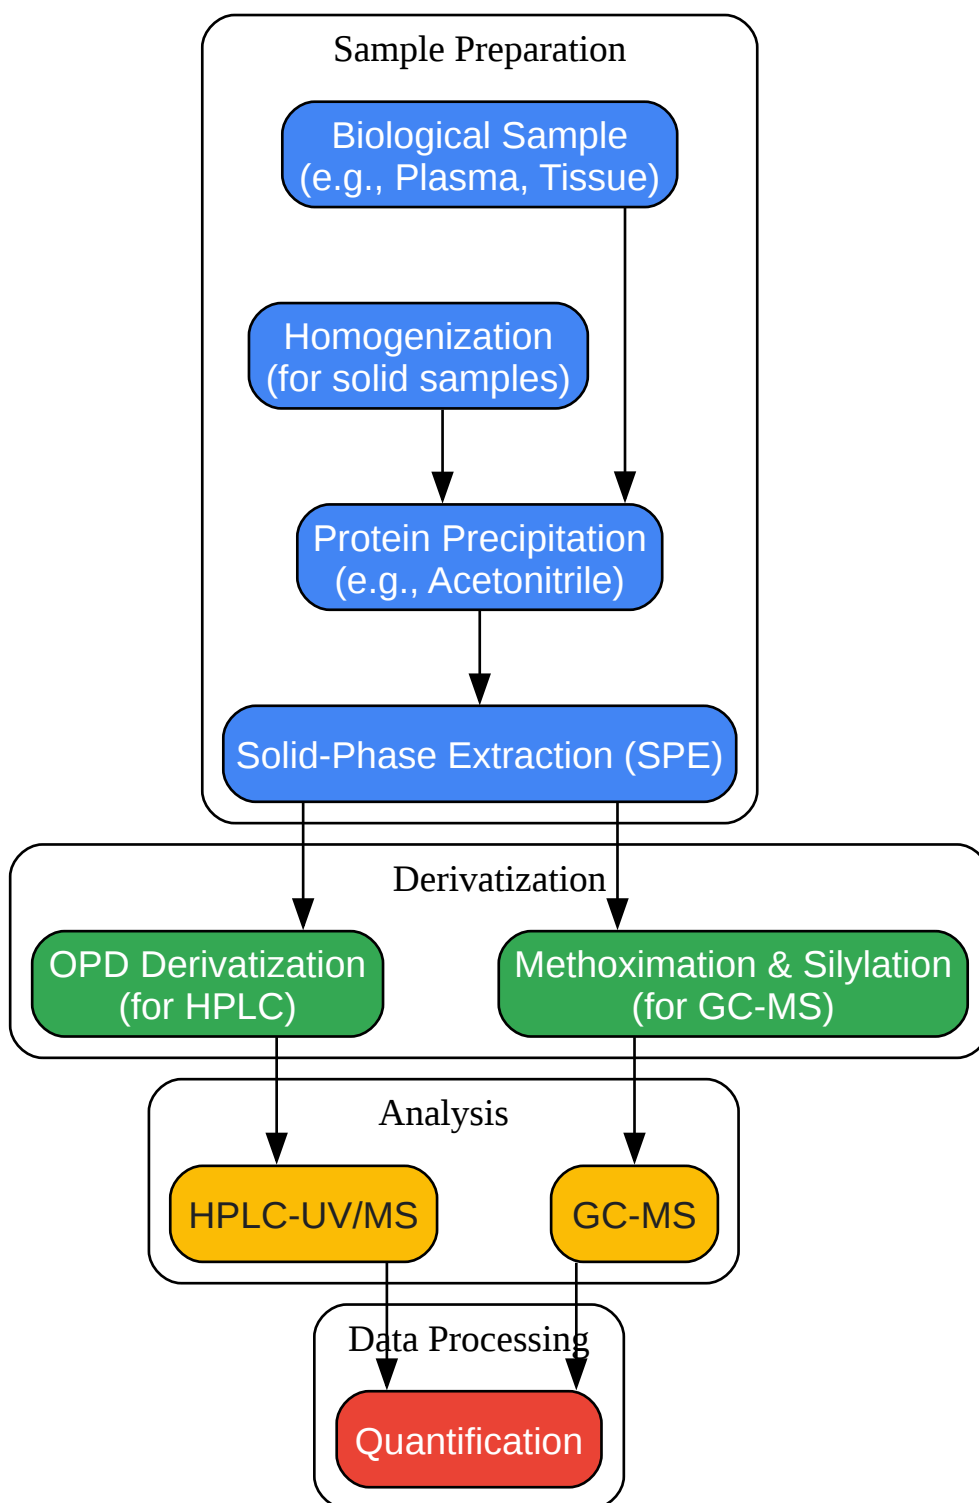 Sample Preparation
Biological Sample
(e.g., Plasma, Tissue)
Homogenization
(for solid samples)
Protein Precipitation
(e.g., Acetonitrile)
Solid-Phase Extraction (SPE)
Derivatization
OPD Derivatization
(for HPLC)
Methoximation & Silylation
(for GC-MS)
Analysis
HPLC-UV/MS
GC-MS
Data Processing
Quantification